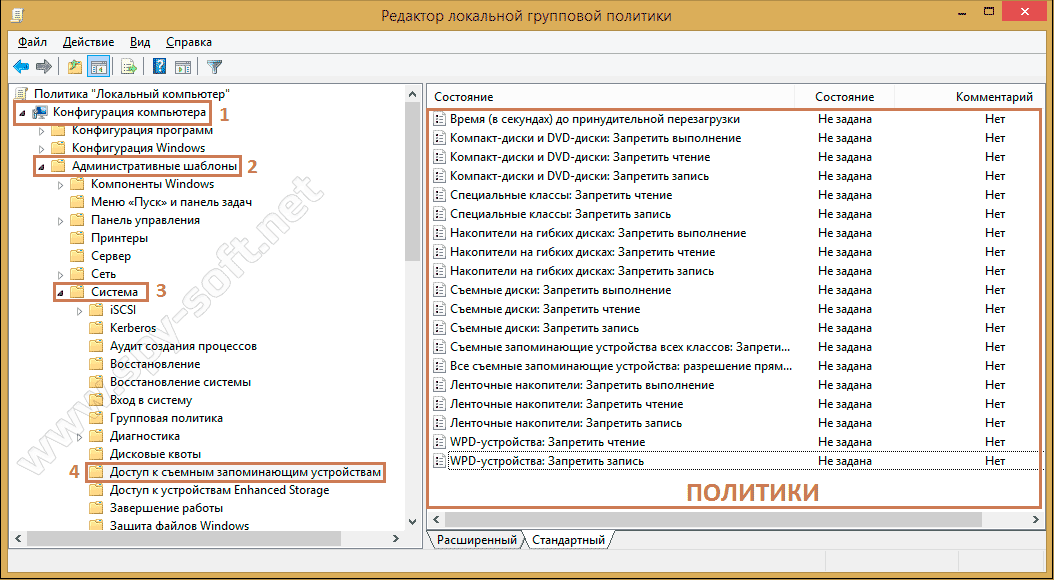 Редактор локальной групповой политики
Файл Действие Вид Справка
Политика "Локальный компьютер"
Конфигурация компьютера 1
Конфигурация программ
Конфигурация Windows
Административные шаблоны 2
Компоненты Windows
Меню «Пуск» и панель задач
Панель управления
Принтеры
Сервер
Сеть
Система 3
iSCSI
Kerberos
Аудит создания процессов
Восстановление
Восстановление системы
Вход в систему
Групповая политика
Диагностика
Дисковые квоты
4 Доступ к съемным запоминающим устройствам
Доступ к устройствам Enhanced Storage
Завершение работы
Защита файлов Windows
Состояние Состояние Комментарий
Время (в секундах) до принудительной перезагрузки Не задана Нет
Компакт-диски и DVD-диски: Запретить выполнение Не задана Нет
Компакт-диски и DVD-диски: Запретить чтение Не задана Нет
Компакт-диски и DVD-диски: Запретить запись Не задана Нет
Специальные классы: Запретить чтение Не задана Нет
Специальные классы: Запретить запись Не задана Нет
Накопители на гибких дисках: Запретить выполнение Не задана Нет
Накопители на гибких дисках: Запретить чтение Не задана Нет
Накопители на гибких дисках: Запретить запись Не задана Нет
Съемные диски: Запретить выполнение Не задана Нет
Съемные диски: Запретить чтение Не задана Нет
Съемные диски: Запретить запись Не задана Нет
Съемные запоминающие устройства всех классов: Запрети... Не задана Нет
Все съемные запоминающие устройства: разрешение прям... Не задана Нет
Ленточные накопители: Запретить выполнение Не задана Нет
Ленточные накопители: Запретить чтение Не задана Нет
Ленточные накопители: Запретить запись Не задана Нет
WPD-устройства: Запретить чтение Не задана Нет
WPD-устройства: Запретить запись Не задана Нет
ПОЛИТИКИ
Расширенный Стандартный
www.spy-soft.net